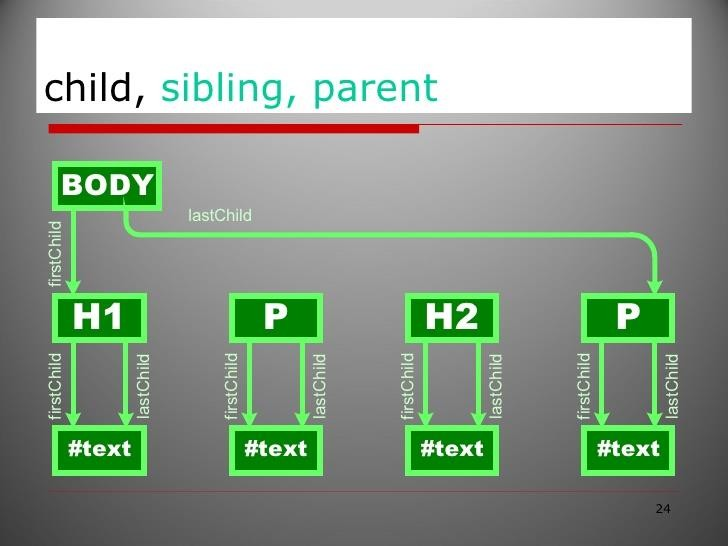 child, sibling, parent
BODY
lastChild
firstChild
H1
P
H2
P
firstChild
lastChild
firstChild
lastChild
firstChild
lastChild
firstChild
lastChild
#text
#text
#text
#text
24